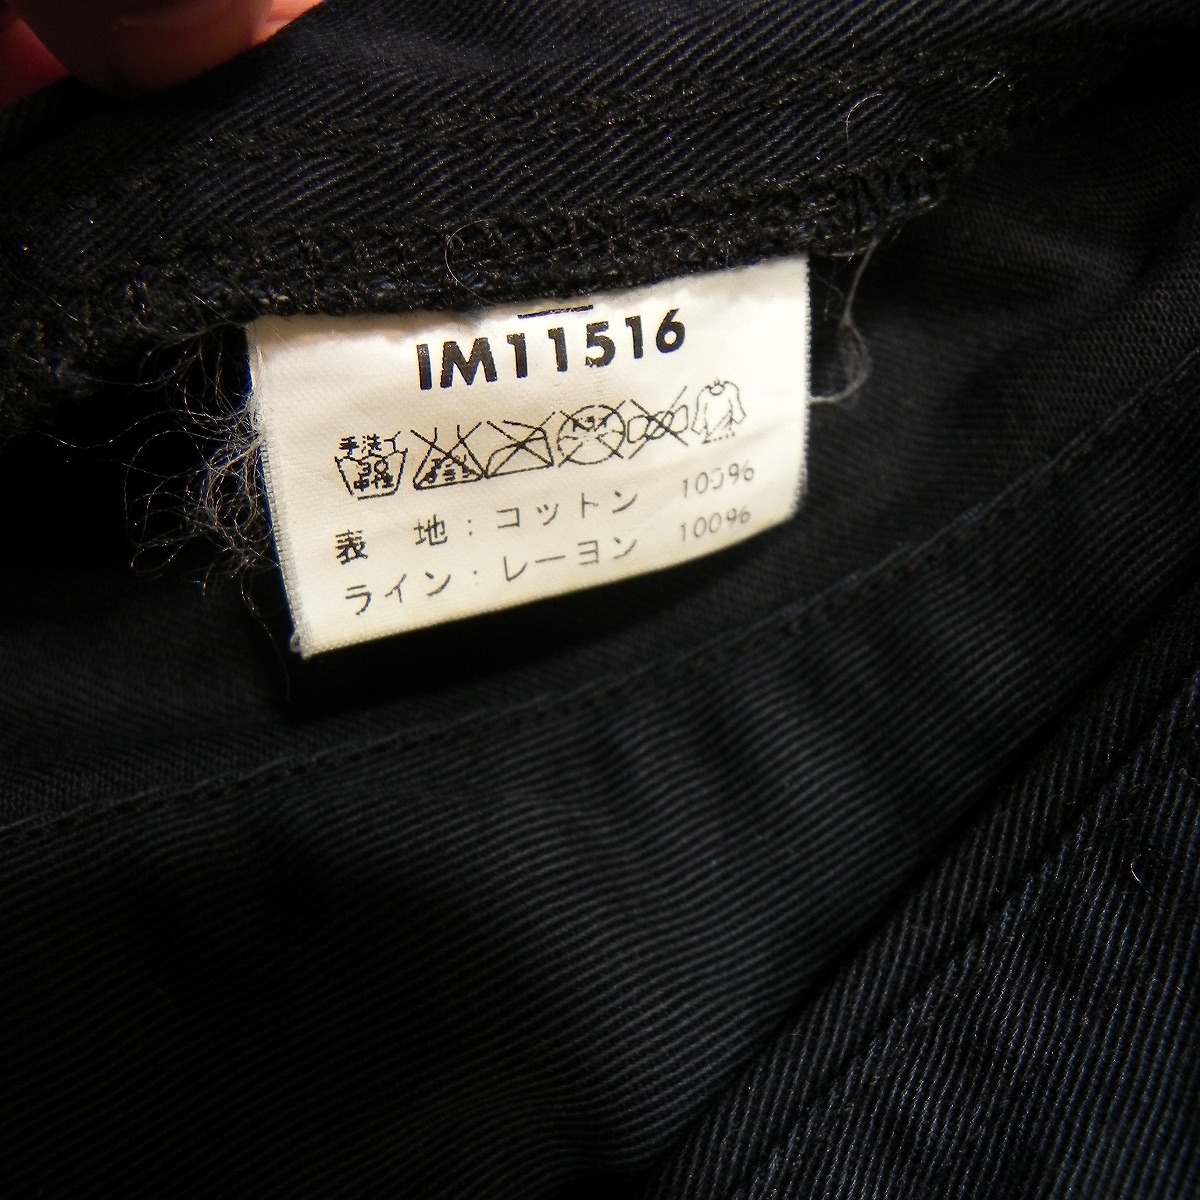 IM11516
手洗イ
30
中性
表 地 : コットン 100%
ライン : レーヨン 100%